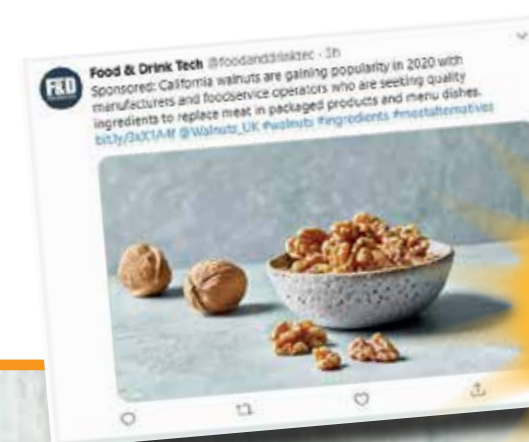 F&D
Food & Drink Tech @foodanddrinktec · 3h
Sponsored: California walnuts are gaining popularity in 2020 with
manufacturers and foodservice operators who are seeking quality
ingredients to replace meat in packaged products and menu dishes.
@Walnuts_UK #walnuts #ingredients #meatalternatives